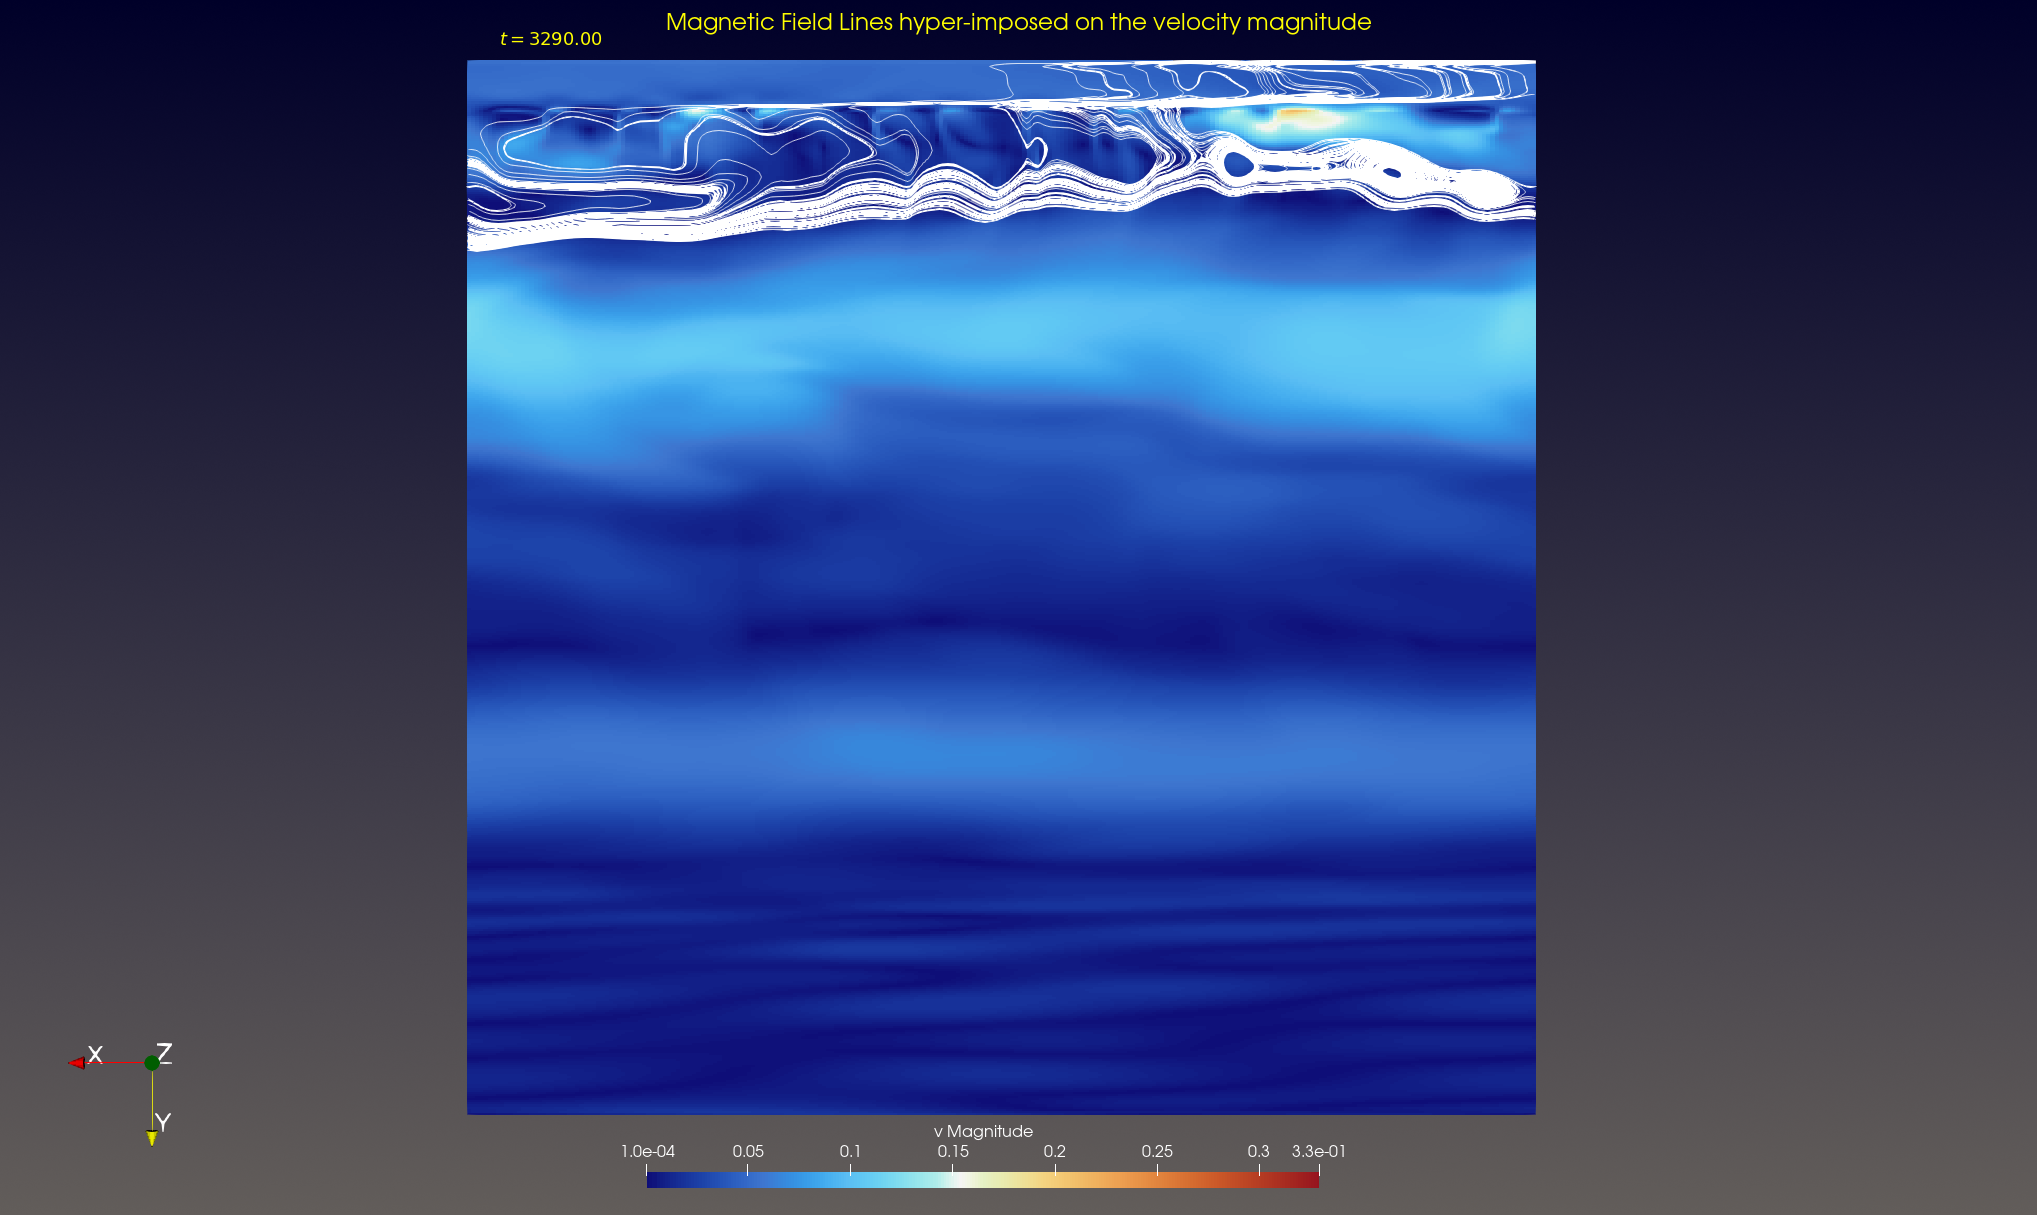 Magnetic Field Lines hyper-imposed on the velocity magnitude
t = 3290.00
X
Z
Y
v Magnitude
1.0e-04 0.05 0.1 0.15 0.2 0.25 0.3 3.3e-01